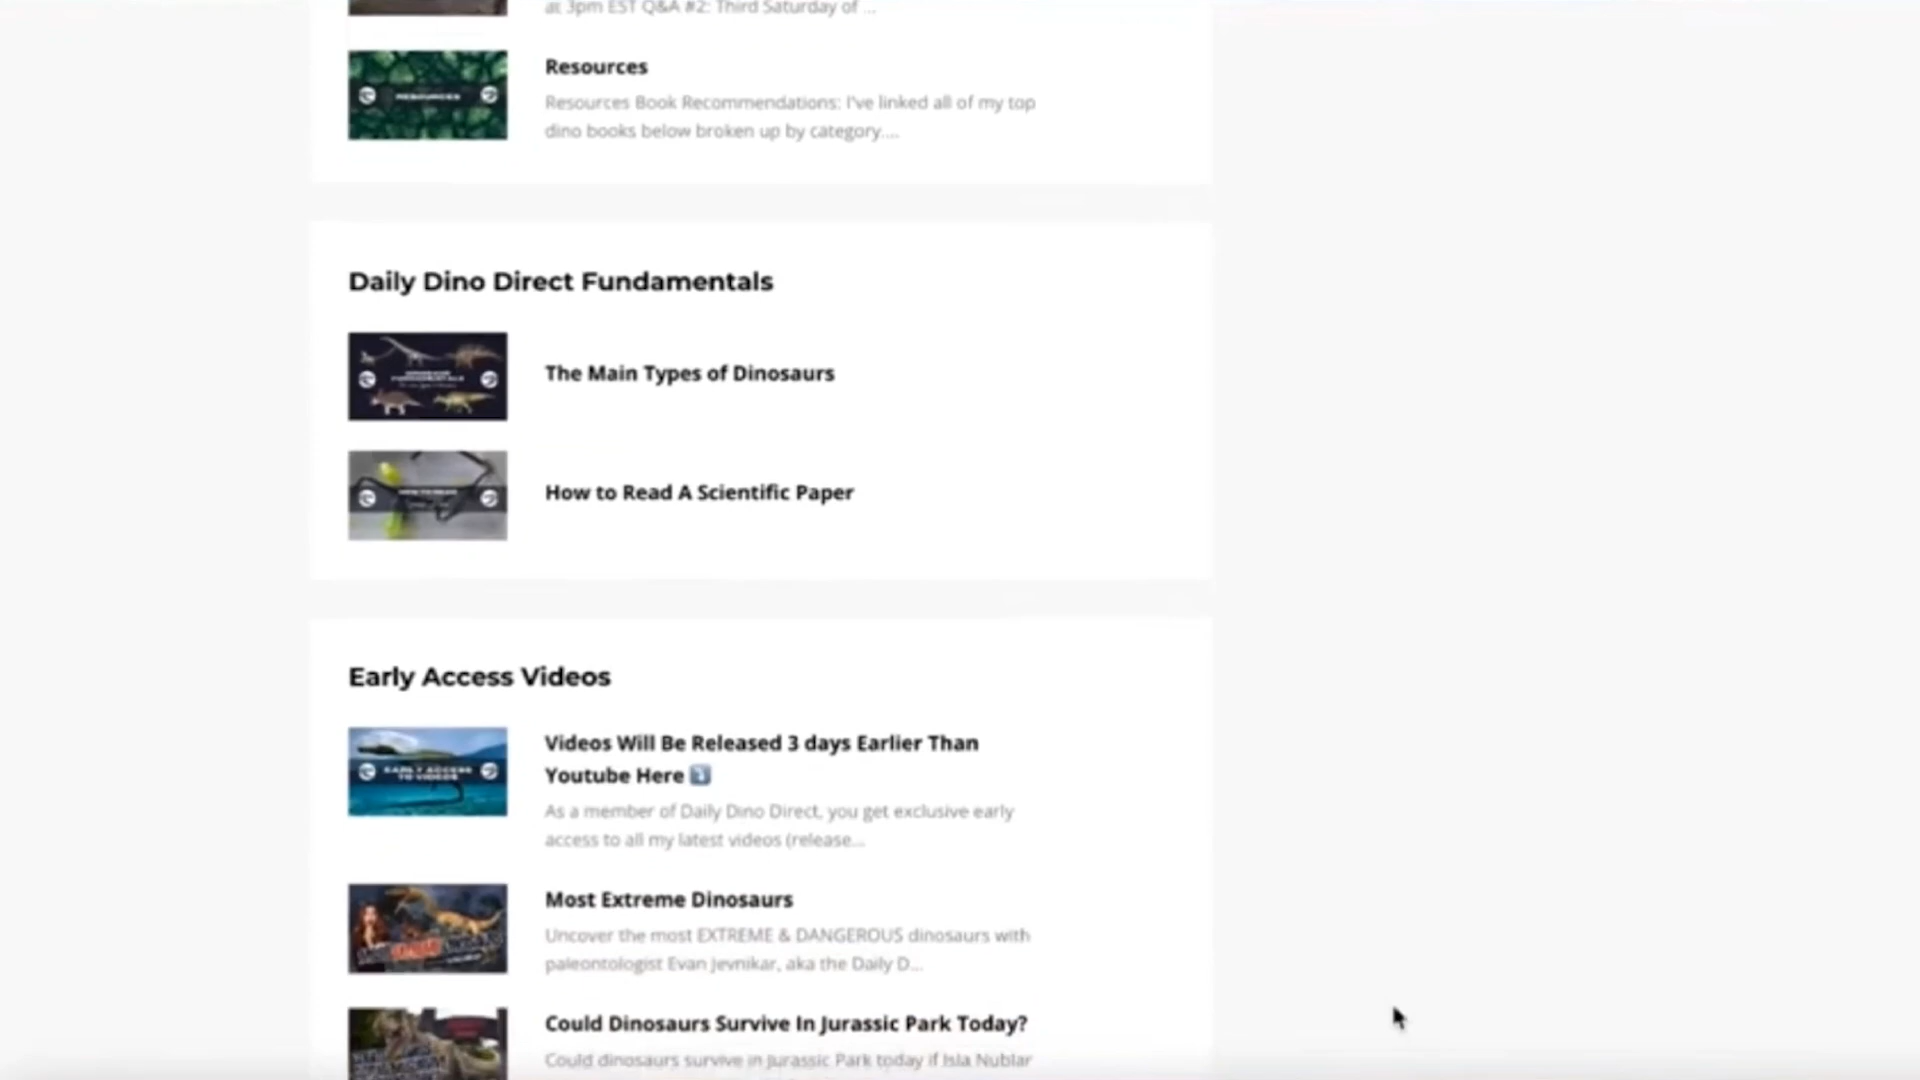 at 3pm EST Q&A #2: Third Saturday of ...
Resources
RESOURCES
Resources Book Recommendations: I've linked all of my top
dino books below broken up by category....
Daily Dino Direct Fundamentals
The Main Types of Dinosaurs
How to Read A Scientific Paper
Early Access Videos
Videos Will Be Released 3 days Earlier Than
Youtube Here ⤵️
EARLY ACCESS
TO VIDEOS
As a member of Daily Dino Direct, you get exclusive early
access to all my latest videos (release...
Most Extreme Dinosaurs
Uncover the most EXTREME & DANGEROUS dinosaurs with
paleontologist Evan Jevnikar, aka the Daily D...
Could Dinosaurs Survive In Jurassic Park Today?
Could dinosaurs survive in Jurassic Park today if Isla Nublar